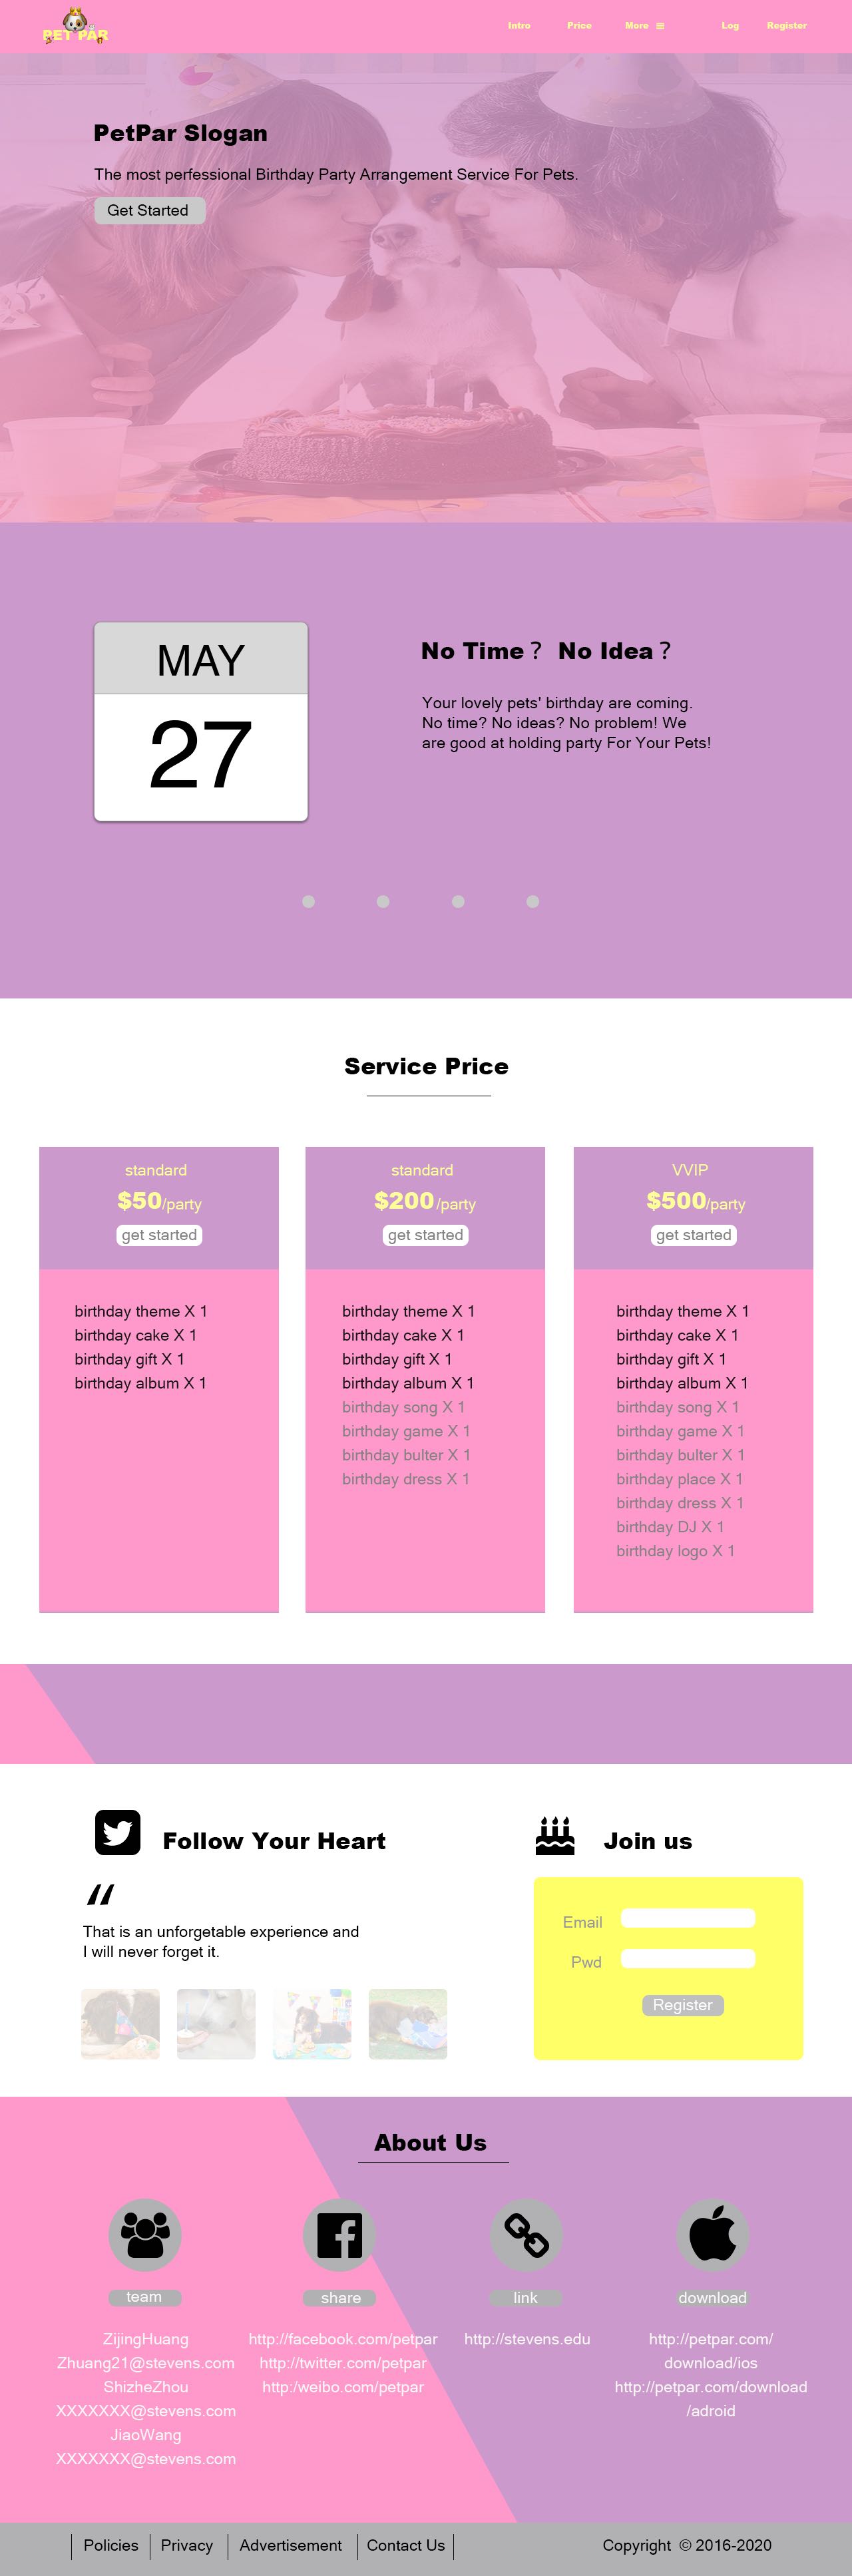 PET PAR
Intro
Price
More
Log
Register
PetPar Slogan
The most perfessional Birthday Party Arrangement Service For Pets.
Get Started
MAY
27
No Time？ No Idea？
Your lovely pets' birthday are coming.
No time? No ideas? No problem! We
are good at holding party For Your Pets!
Service Price
standard
$50/party
get started
birthday theme X 1
birthday cake X 1
birthday gift X 1
birthday album X 1
standard
$200/party
get started
birthday theme X 1
birthday cake X 1
birthday gift X 1
birthday album X 1
birthday song X 1
birthday game X 1
birthday bulter X 1
birthday dress X 1
VVIP
$500/party
get started
birthday theme X 1
birthday cake X 1
birthday gift X 1
birthday album X 1
birthday song X 1
birthday game X 1
birthday bulter X 1
birthday place X 1
birthday dress X 1
birthday DJ X 1
birthday logo X 1
Follow Your Heart
“
That is an unforgetable experience and
I will never forget it.
Join us
Email
Pwd
Register
About Us
team
ZijingHuang
Zhuang21@stevens.com
ShizheZhou
XXXXXXX@stevens.com
JiaoWang
XXXXXXX@stevens.com
share
http://facebook.com/petpar
http://twitter.com/petpar
http:/weibo.com/petpar
link
http://stevens.edu
download
http://petpar.com/
download/ios
http://petpar.com/download
/adroid
Policies
Privacy
Advertisement
Contact Us
Copyright © 2016-2020